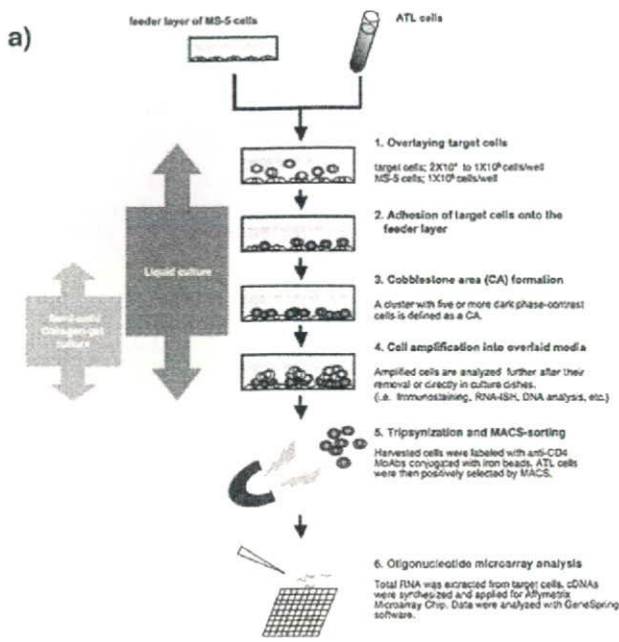 a)
feeder layer of MS-5 cells
ATL cells
1. Overlaying target cells
target cells; 2X10⁴ to 1X10⁵ cells/well
MS-5 cells; 1X10⁵ cells/well
2. Adhesion of target cells onto the
feeder layer
3. Cobblestone area (CA) formation
A cluster with five or more dark phase-contrast
cells is defined as a CA.
4. Cell amplification into overlaid media
Amplified cells are analyzed further after their
removal or directly in culture dishes.
(i.e. Immunostaining, RNA-ISH, DNA analysis, etc.)
Liquid culture
Collagen-gel
culture
5. Tripsynization and MACS-sorting
Harvested cells were labeled with anti-CD4
MoAbs conjugated with iron beads. ATL cells
were then positively selected by MACS.
6. Oligonucleotide microarray analysis
Total RNA was extracted from target cells. cDNAs
were synthesized and applied for Affymetrix
Microarray Chip. Data were analyzed with GeneSpring
software.